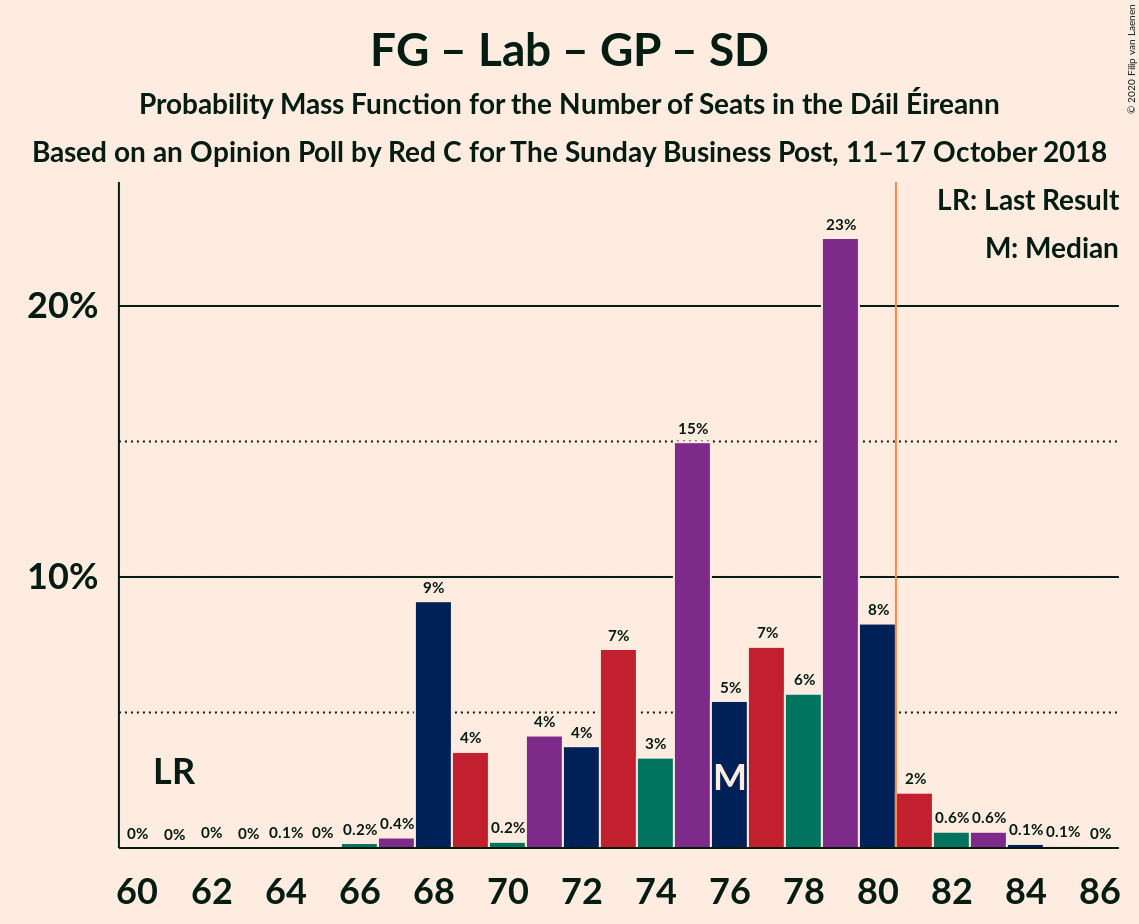 FG – Lab – GP – SD
Probability Mass Function for the Number of Seats in the Dáil Éireann
Based on an Opinion Poll by Red C for The Sunday Business Post, 11–17 October 2018
© 2020 Filip van Laenen
LR: Last Result
M: Median
20%
10%
0% 0% 0% 0% 0.1% 0% 0.2% 0.4% 9% 4% 0.2% 4% 4% 7% 3% 15% 5% 7% 6% 23% 8% 2% 0.6% 0.6% 0.1% 0.1% 0%
LR
M
60 62 64 66 68 70 72 74 76 78 80 82 84 86